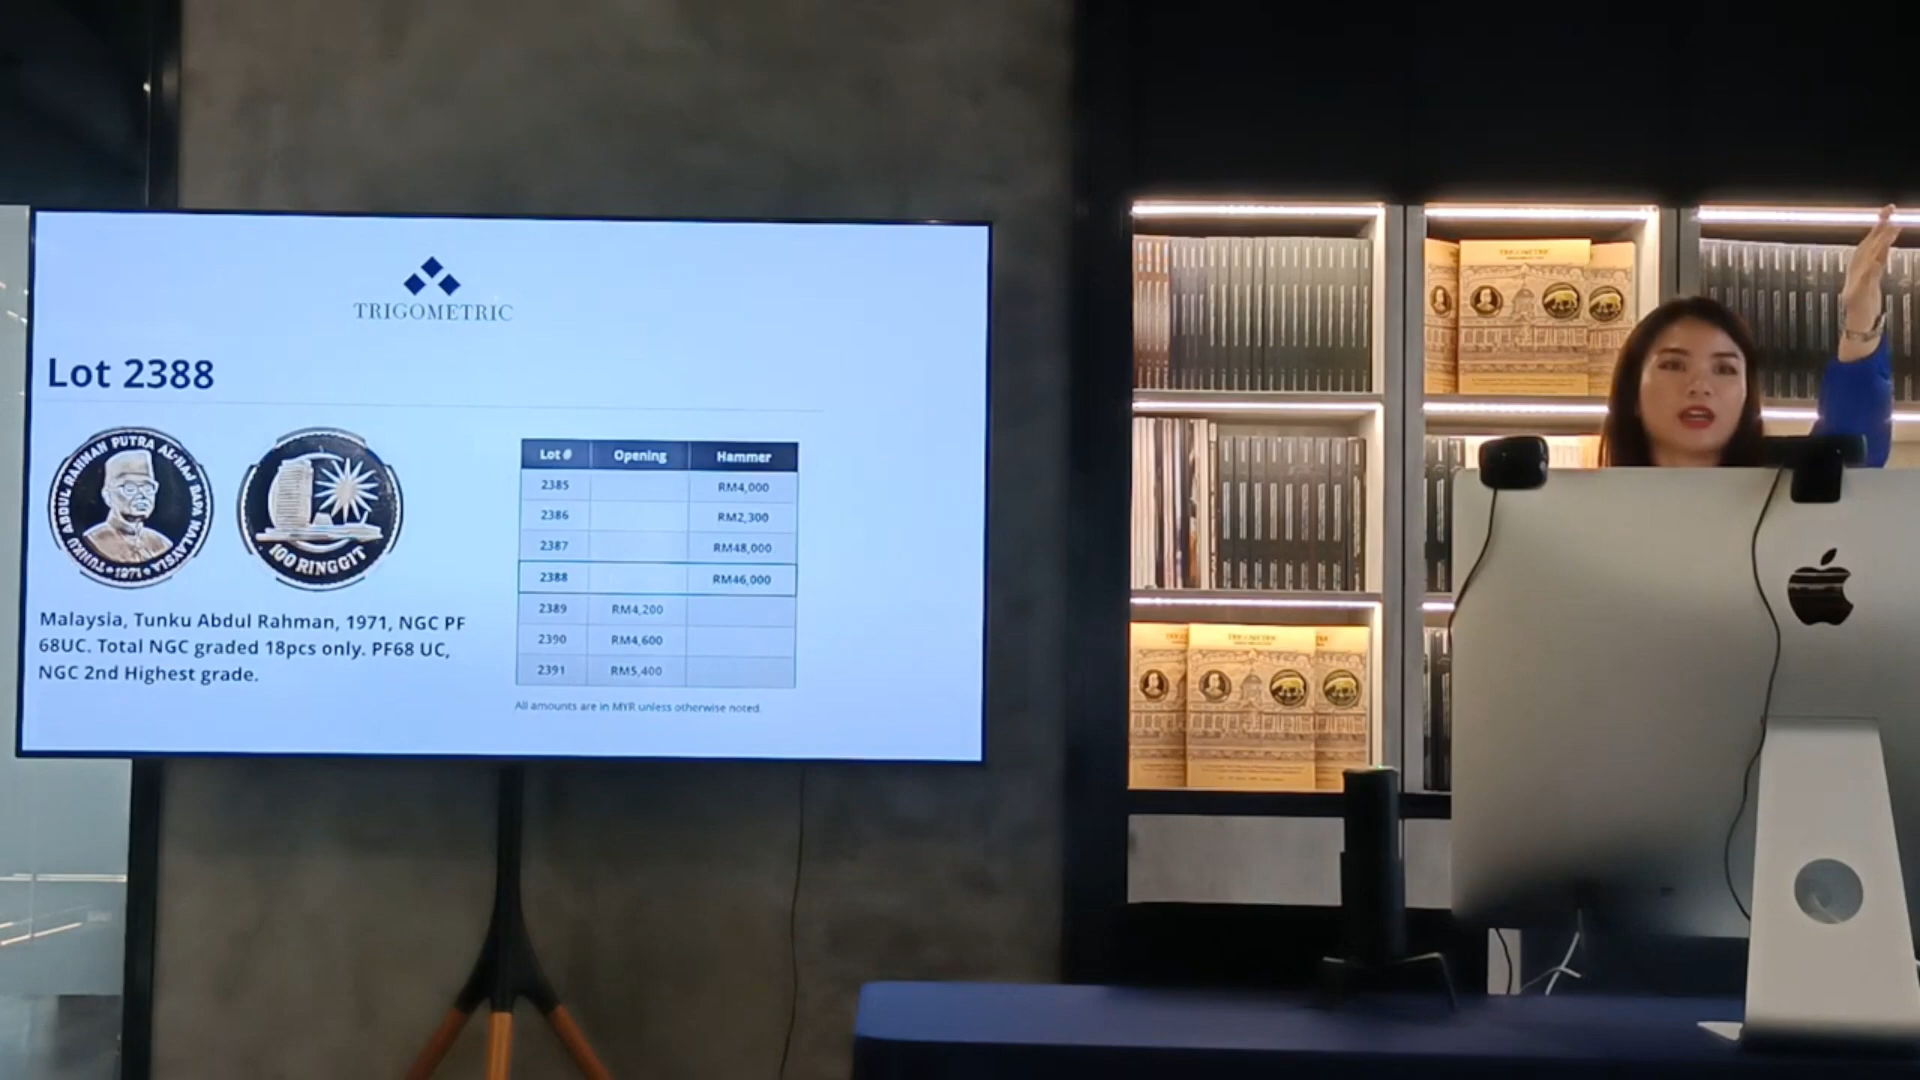 TRIGOMETRIC
Lot 2388
TUNKU ABDUL RAHMAN PUTRA AL-HAJ BAPA MALAYSIA
•1971•
100 RINGGIT
Malaysia, Tunku Abdul Rahman, 1971, NGC PF
68UC. Total NGC graded 18pcs only. PF68 UC,
NGC 2nd Highest grade.
Lot # Opening Hammer
2385 RM4,000
2386 RM2,300
2387 RM48,000
2388 RM46,000
2389 RM4,200
2390 RM4,600
2391 RM5,400
All amounts are in MYR unless otherwise noted.
TRIGOMETRIC
TRIGOMETRIC